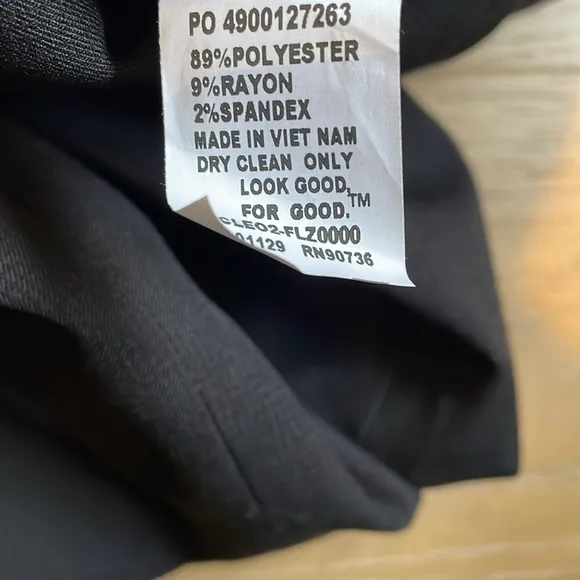 PO 4900127263
89%POLYESTER
9%RAYON
2%SPANDEX
MADE IN VIET NAM
DRY CLEAN ONLY
LOOK GOOD,
FOR GOOD.™
CLEO2-FLZ0000
01129 RN90736